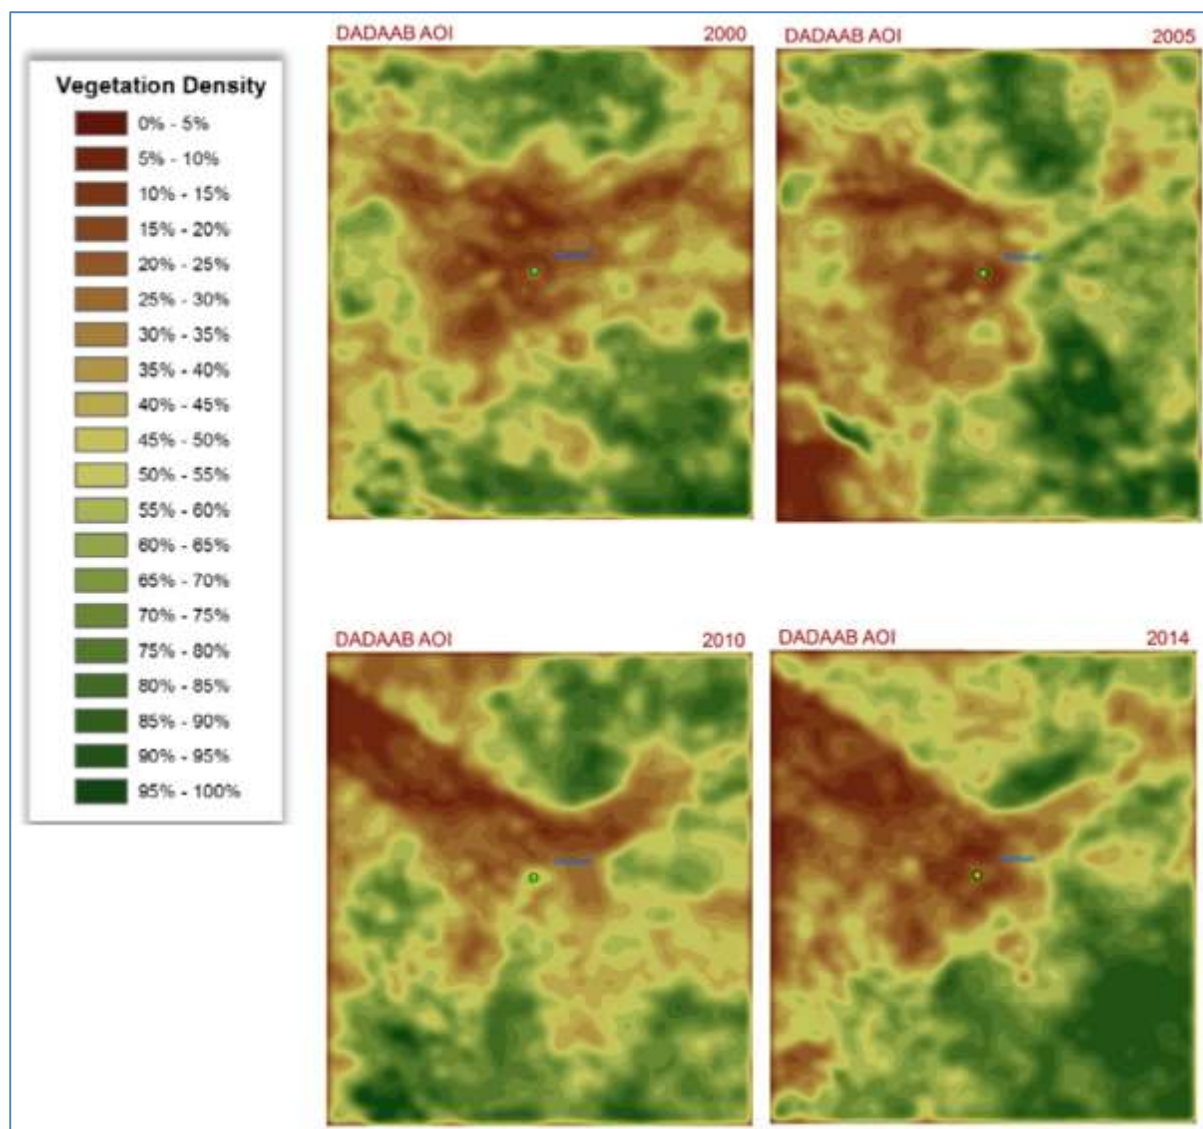 DADAAB AOI 2000
DADAAB AOI 2005
Vegetation Density
0% - 5%
5% - 10%
10% - 15%
15% - 20%
20% - 25%
25% - 30%
30% - 35%
35% - 40%
40% - 45%
45% - 50%
50% - 55%
55% - 60%
60% - 65%
65% - 70%
70% - 75%
75% - 80%
80% - 85%
85% - 90%
90% - 95%
95% - 100%
DADAAB AOI 2010
DADAAB AOI 2014